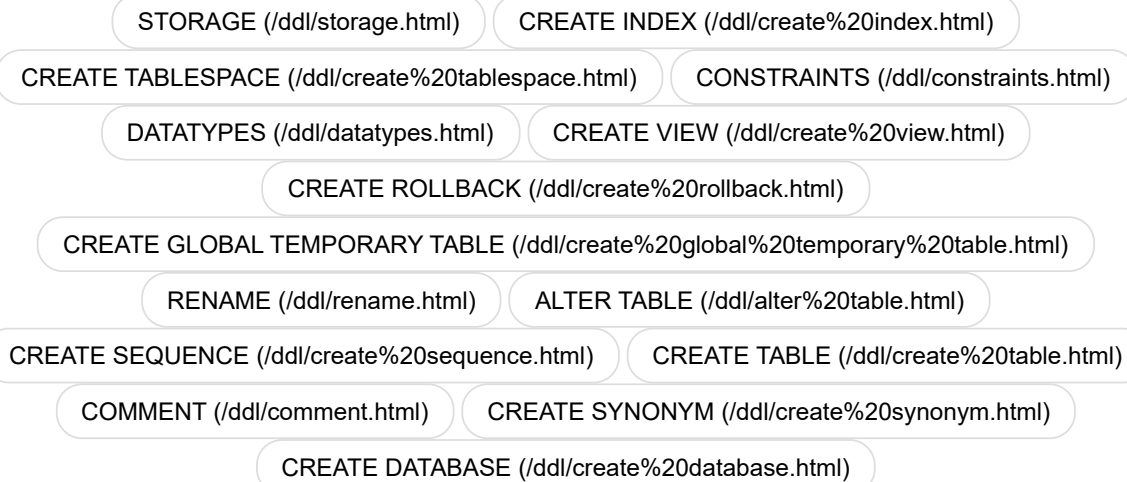 STORAGE (/ddl/storage.html) CREATE INDEX (/ddl/create%20index.html)
CREATE TABLESPACE (/ddl/create%20tablespace.html) CONSTRAINTS (/ddl/constraints.html)
DATATYPES (/ddl/datatypes.html) CREATE VIEW (/ddl/create%20view.html)
CREATE ROLLBACK (/ddl/create%20rollback.html)
CREATE GLOBAL TEMPORARY TABLE (/ddl/create%20global%20temporary%20table.html)
RENAME (/ddl/rename.html) ALTER TABLE (/ddl/alter%20table.html)
CREATE SEQUENCE (/ddl/create%20sequence.html) CREATE TABLE (/ddl/create%20table.html)
COMMENT (/ddl/comment.html) CREATE SYNONYM (/ddl/create%20synonym.html)
CREATE DATABASE (/ddl/create%20database.html)